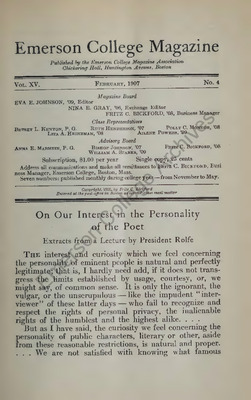 Emerson College Magazine
Published by the Emerson College Magazine Association
Chickering Hall, Huntington Avenue, Boston
VOL. XV. FEBRUARY, 1907 No. 4
Magazine Board
EVA E. JOHNSON, '09, Editor
NINA E. GRAY, '08, Exchange Editor
FRITZ C. BICKFORD, '08, Business Manager
Class Representatives
P. G. RUTH '07
'08 '09
Advisory Board
'07 FRITZ C. BICKFORD, '08
WILLIAM A. '09
Subscription, $1.00 per year Single copy, 25 cents
Address all communications and make all remittances to FRITZ C. BICKFORD, Business Manager, Emerson College, Boston, Mass.
Seven numbers published monthly during college year—from November to May.
On Our Interest in the Personality
of the Poet
Extracts from a Lecture by President Rolfe
THE interest and curiosity which we feel concerning
the personality of eminent people is natural and perfectly
legitimate; that is, I hardly need add, if it does not trans-
gress the limits established by usage, courtesy, or, we
might say, of common sense. It is only the ignorant, the
vulgar, or the unscrupulous—like the impudent "inter-
viewer" of these latter days—who fail to recognize and
respect the rights of personal privacy, the inalienable
rights of the humblest and the highest alike. . . .
But as I have said, the curiosity we feel concerning the
personality of public characters, literary or other, aside
from these reasonable restrictions, is natural and proper.
. . . We are not satisfied with knowing what famous